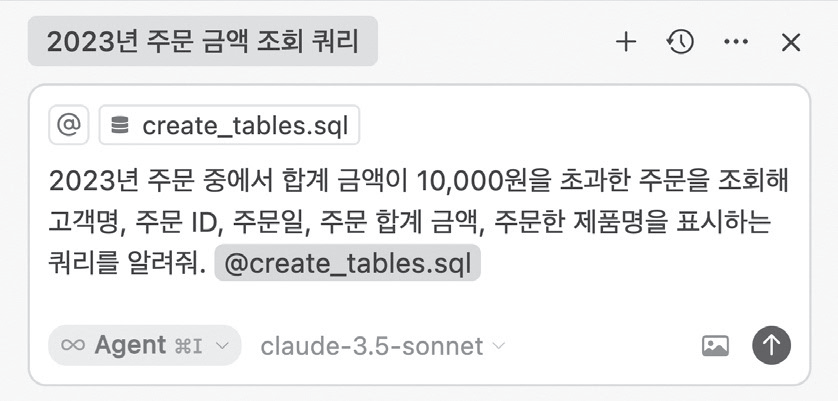 2023년 주문 금액 조회 쿼리
@ create_tables.sql
2023년 주문 중에서 합계 금액이 10,000원을 초과한 주문을 조회해
고객명, 주문 ID, 주문일, 주문 합계 금액, 주문한 제품명을 표시하는
쿼리를 알려줘. @create_tables.sql
∞ Agent ⌘I claude-3.5-sonnet